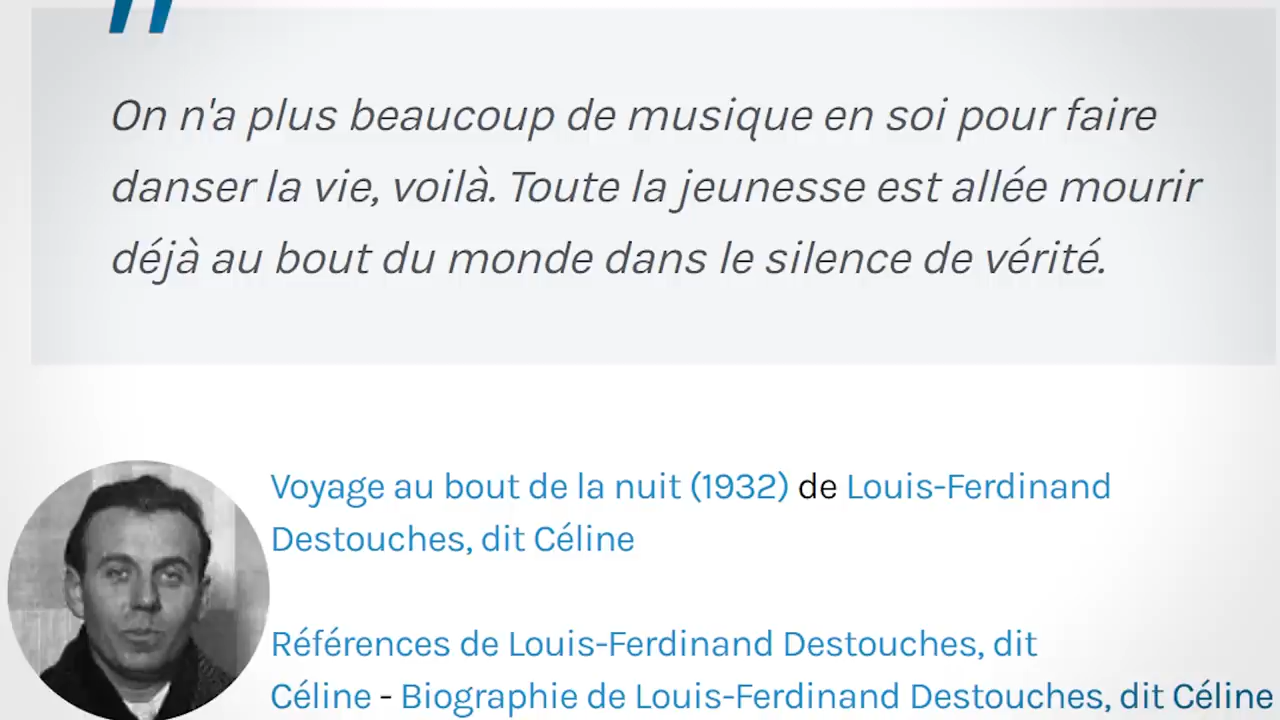 On n'a plus beaucoup de musique en soi pour faire
danser la vie, voilà. Toute la jeunesse est allée mourir
déjà au bout du monde dans le silence de vérité.
Voyage au bout de la nuit (1932) de Louis-Ferdinand
Destouches, dit Céline
Références de Louis-Ferdinand Destouches, dit
Céline - Biographie de Louis-Ferdinand Destouches, dit Céline